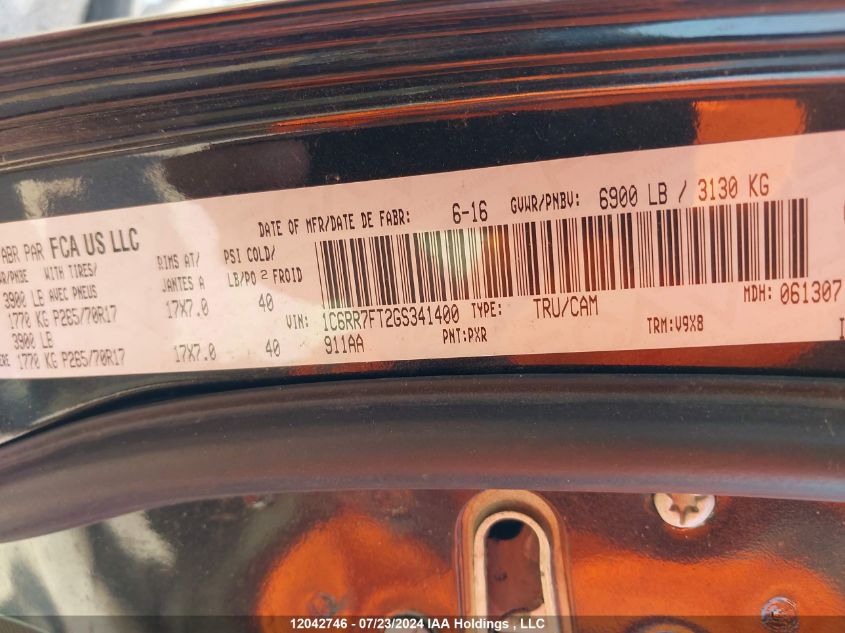 DATE OF MFR/DATE DE FABR: 6-16 GVWR/PNBV: 6900 LB / 3130 KG
ABR PAR FCA US LLC
WITH TIRES/ RIMS AT/ PSI COLD/
/PNBE AVEC PNEUS JANTES A LB/PO 2 FROID
3900 LB
1770 KG P265/70R17 17X7.0 40
3900 LB
1770 KG P265/70R17 17X7.0 40
VIN: 1C6RR7FT2GS341400 TYPE: TRU/CAM MDH: 061307
911AA PNT:PXR TRM:V9X8
12042746 - 07/23/2024 IAA Holdings , LLC